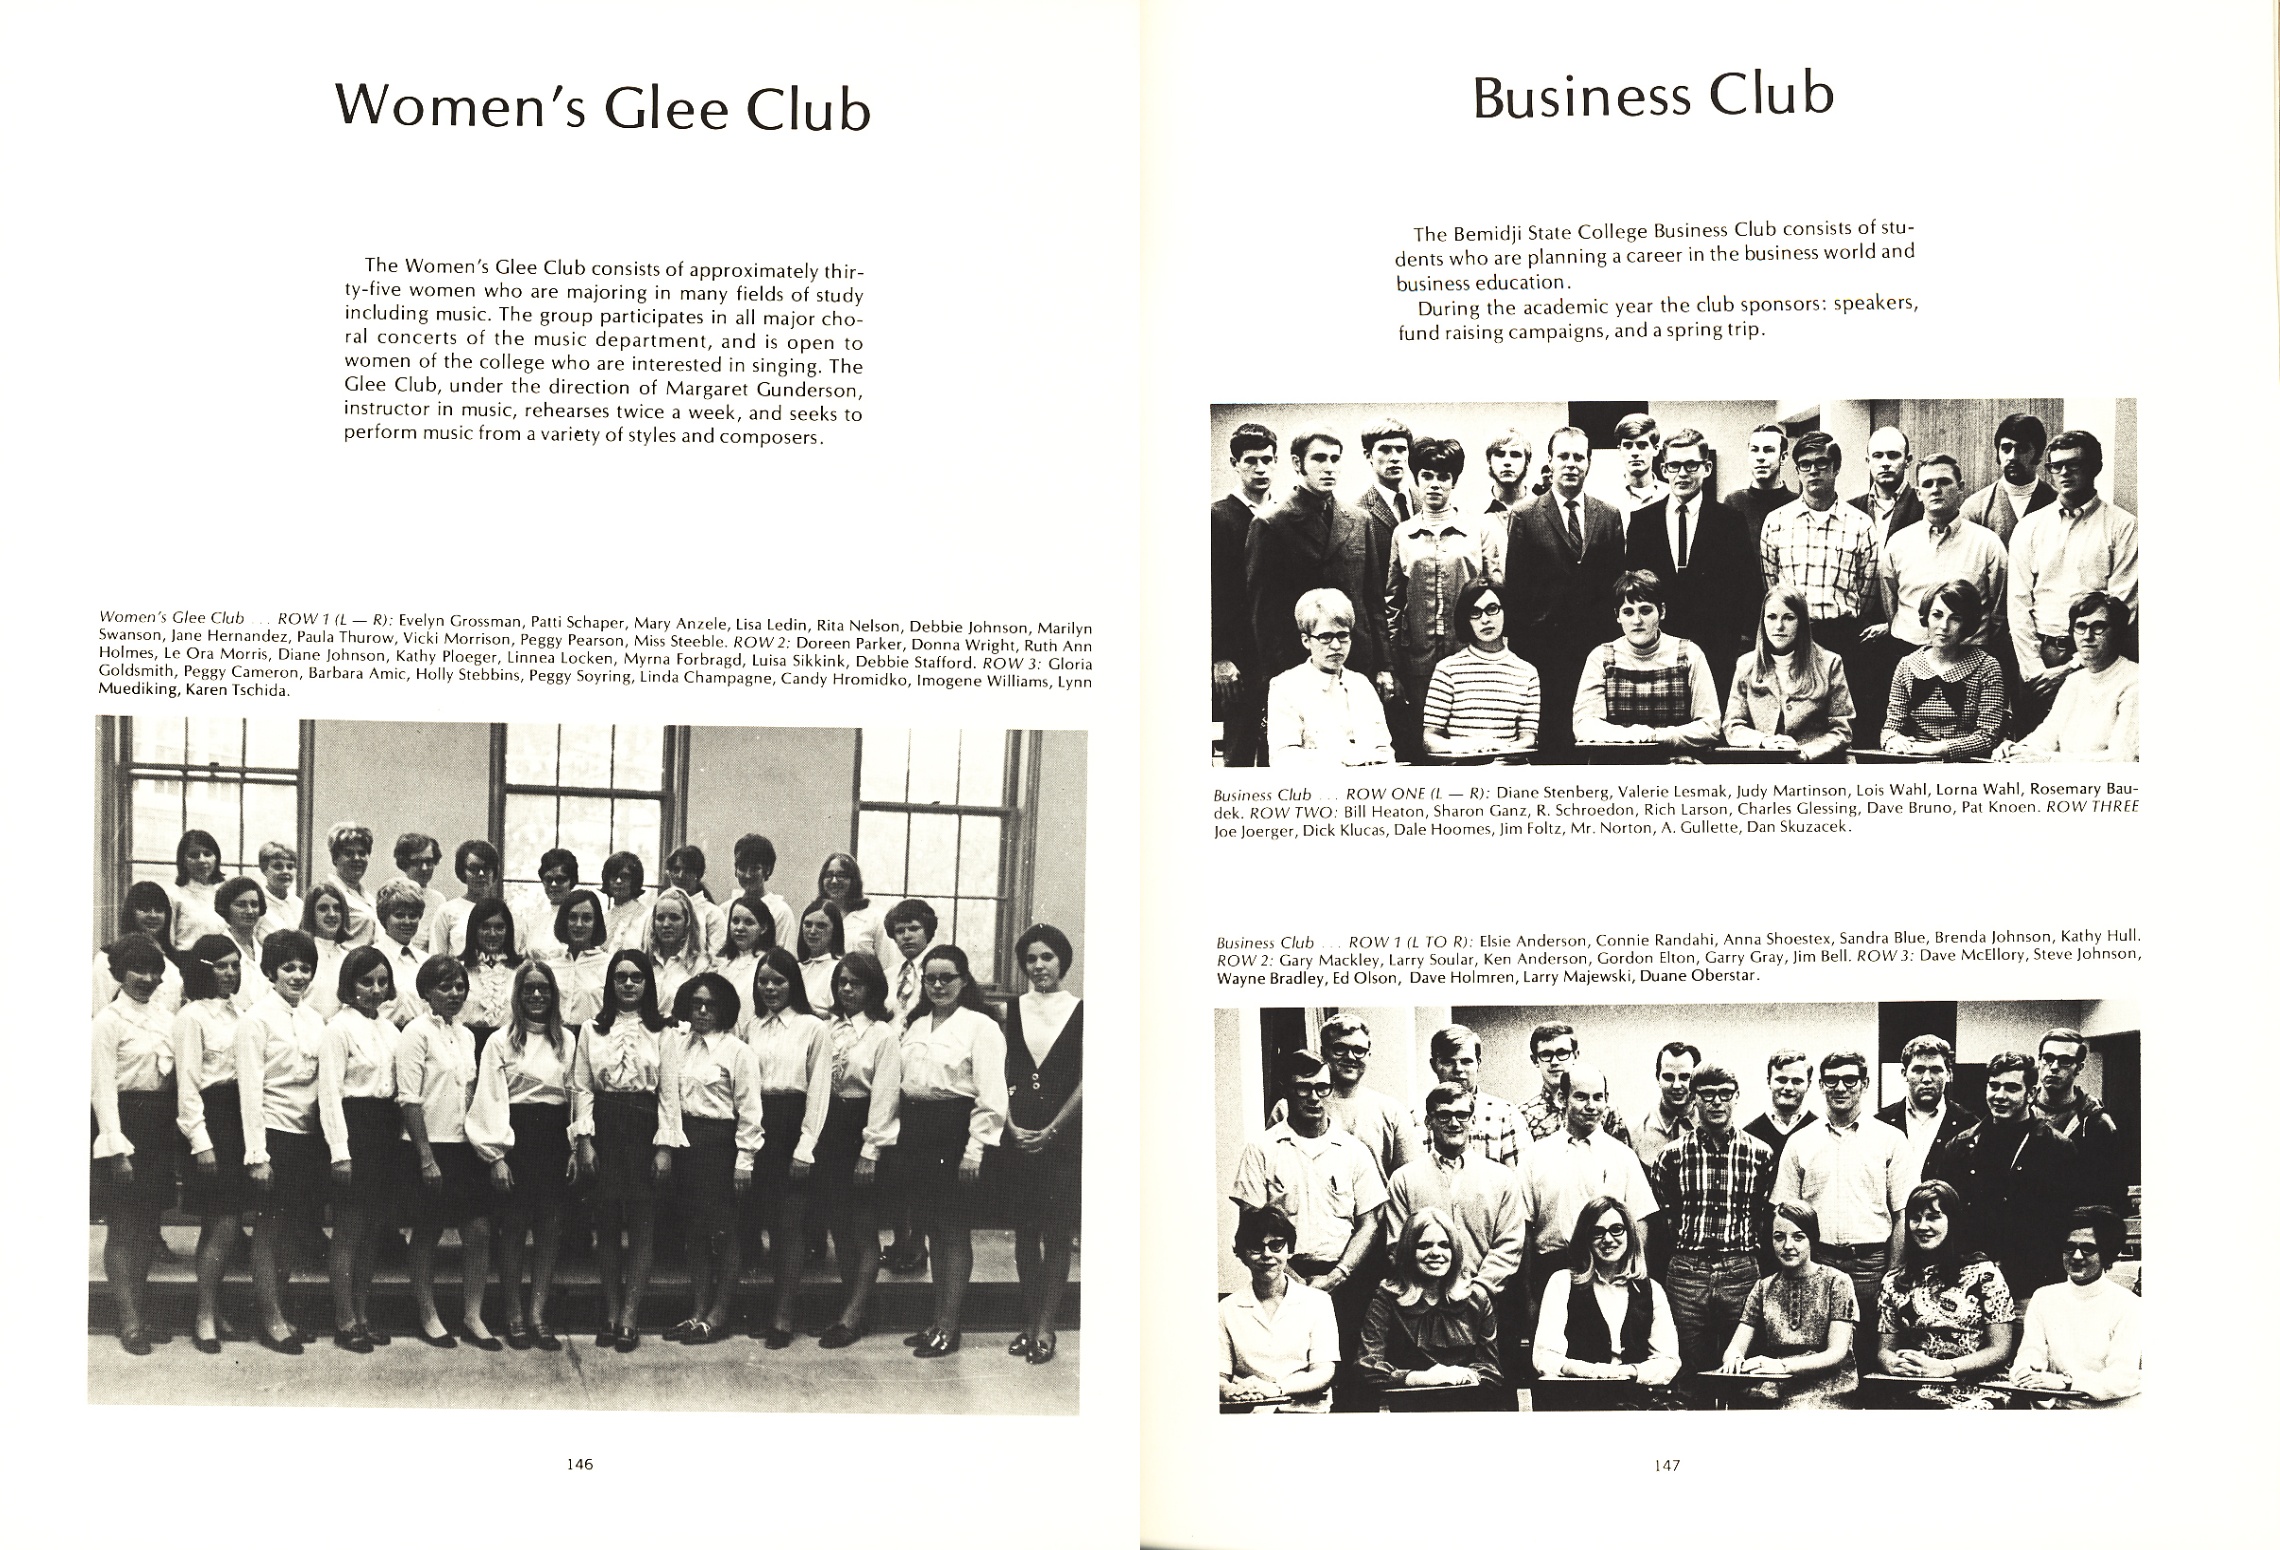 Women's Glee Club
The Women's Glee Club consists of approximately thir-
ty-five women who are majoring in many fields of study
including music. The group participates in all major cho-
ral concerts of the music department, and is open to
women of the college who are interested in singing. The
Glee Club, under the direction of Margaret Gunderson,
instructor in music, rehearses twice a week, and seeks to
perform music from a variety of styles and composers.
Women's Glee Club ... ROW 1 (L — R): Evelyn Grossman, Patti Schaper, Mary Anzele, Lisa Ledin, Rita Nelson, Debbie Johnson, Marilyn
Swanson, Jane Hernandez, Paula Thurow, Vicki Morrison, Peggy Pearson, Miss Steeble. ROW 2: Doreen Parker, Donna Wright, Ruth Ann
Holmes, Le Ora Morris, Diane Johnson, Kathy Ploeger, Linnea Locken, Myrna Forbragd, Luisa Sikkink, Debbie Stafford. ROW 3: Gloria
Goldsmith, Peggy Cameron, Barbara Amic, Holly Stebbins, Peggy Soyring, Linda Champagne, Candy Hromidko, Imogene Williams, Lynn
Muediking, Karen Tschida.
146
Business Club
The Bemidji State College Business Club consists of stu-
dents who are planning a career in the business world and
business education.
During the academic year the club sponsors: speakers,
fund raising campaigns, and a spring trip.
Business Club ... ROW ONE (L — R): Diane Stenberg, Valerie Lesmak, Judy Martinson, Lois Wahl, Lorna Wahl, Rosemary Bau-
dek. ROW TWO: Bill Heaton, Sharon Ganz, R. Schroedon, Rich Larson, Charles Glessing, Dave Bruno, Pat Knoen. ROW THREE
Joe Joerger, Dick Klucas, Dale Hoomes, Jim Foltz, Mr. Norton, A. Gullette, Dan Skuzacek.
Business Club ... ROW 1 (L TO R): Elsie Anderson, Connie Randahi, Anna Shoestex, Sandra Blue, Brenda Johnson, Kathy Hull.
ROW 2: Gary Mackley, Larry Soular, Ken Anderson, Gordon Elton, Garry Gray, Jim Bell. ROW 3: Dave McEllory, Steve Johnson,
Wayne Bradley, Ed Olson, Dave Holmren, Larry Majewski, Duane Oberstar.
147